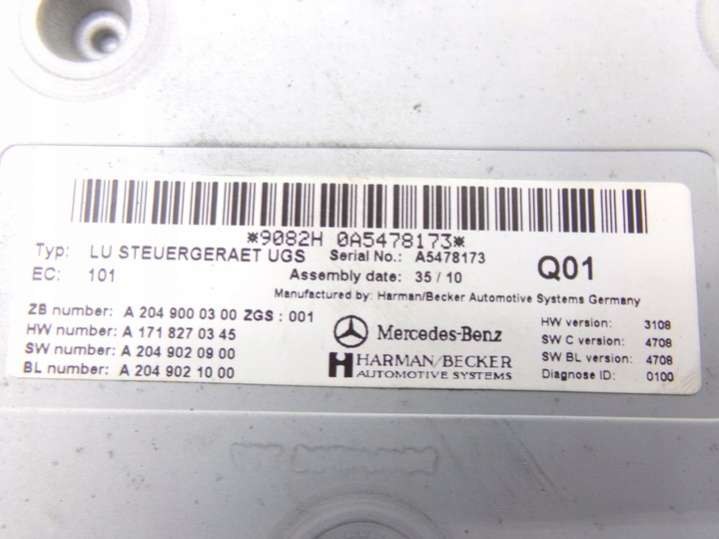 *9082H 0A5478173*
Typ: LU STEUERGERAET UGS Serial No.: A5478173
EC: 101 Assembly date: 35/10 Q01
Manufactured by: Harman/Becker Automotive Systems Germany
ZB number: A 204 900 03 00 ZGS: 001
HW number: A 171 827 03 45
SW number: A 204 902 09 00
BL number: A 204 902 10 00
Mercedes-Benz
HARMAN/BECKER
AUTOMOTIVE SYSTEMS
HW version: 3108
SW C version: 4708
SW BL version: 4708
Diagnose ID: 0100